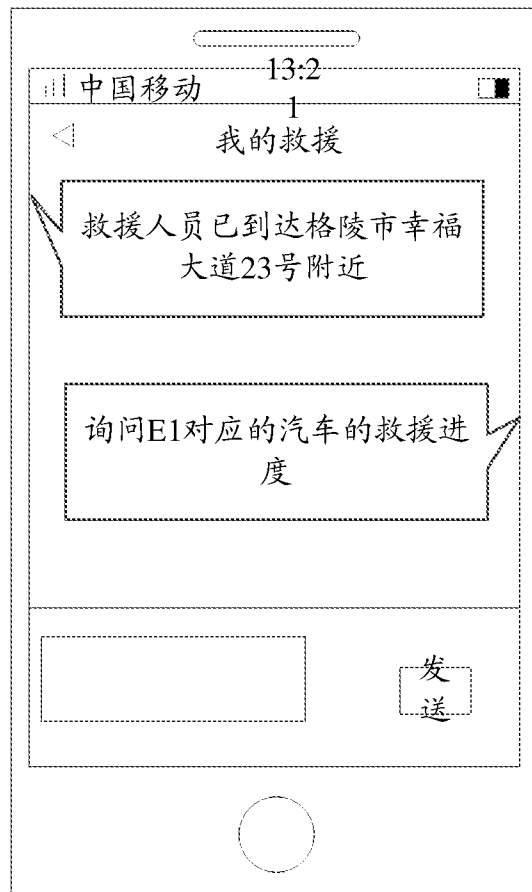 中国移动
13:2
1
我的救援
救援人员已到达格陵市幸福
大道23号附近
询问E1对应的汽车的救援进
度
发
送